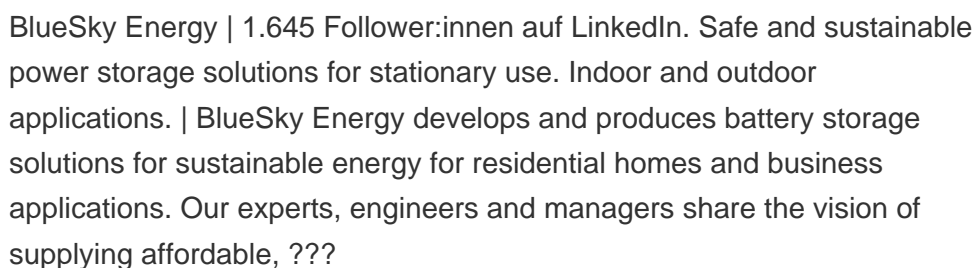 BlueSky Energy | 1.645 Follower:innen auf LinkedIn. Safe and sustainable
power storage solutions for stationary use. Indoor and outdoor
applications. | BlueSky Energy develops and produces battery storage
solutions for sustainable energy for residential homes and business
applications. Our experts, engineers and managers share the vision of
supplying affordable, ???